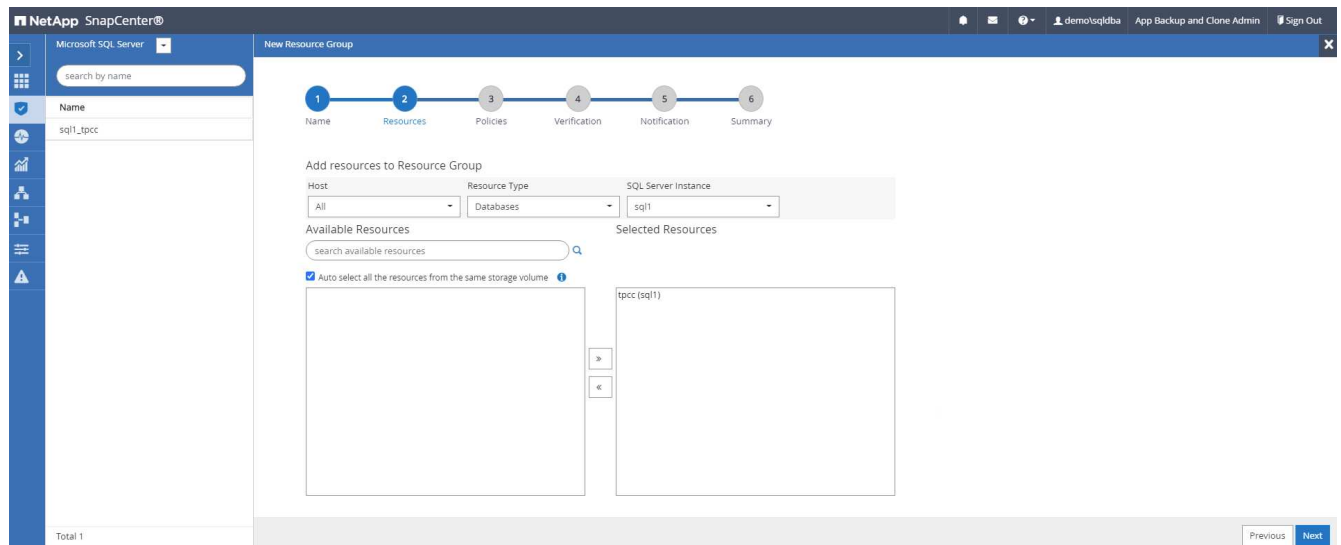 NetApp SnapCenter®
demo\sqldba App Backup and Clone Admin Sign Out
Microsoft SQL Server
search by name
Name
sql1_tpcc
Total 1
New Resource Group
1 2 3 4 5 6
Name Resources Policies Verification Notification Summary
Add resources to Resource Group
Host Resource Type SQL Server Instance
All Databases sql1
Available Resources Selected Resources
search available resources
Auto select all the resources from the same storage volume
tpcc (sql1)
»
«
Previous Next